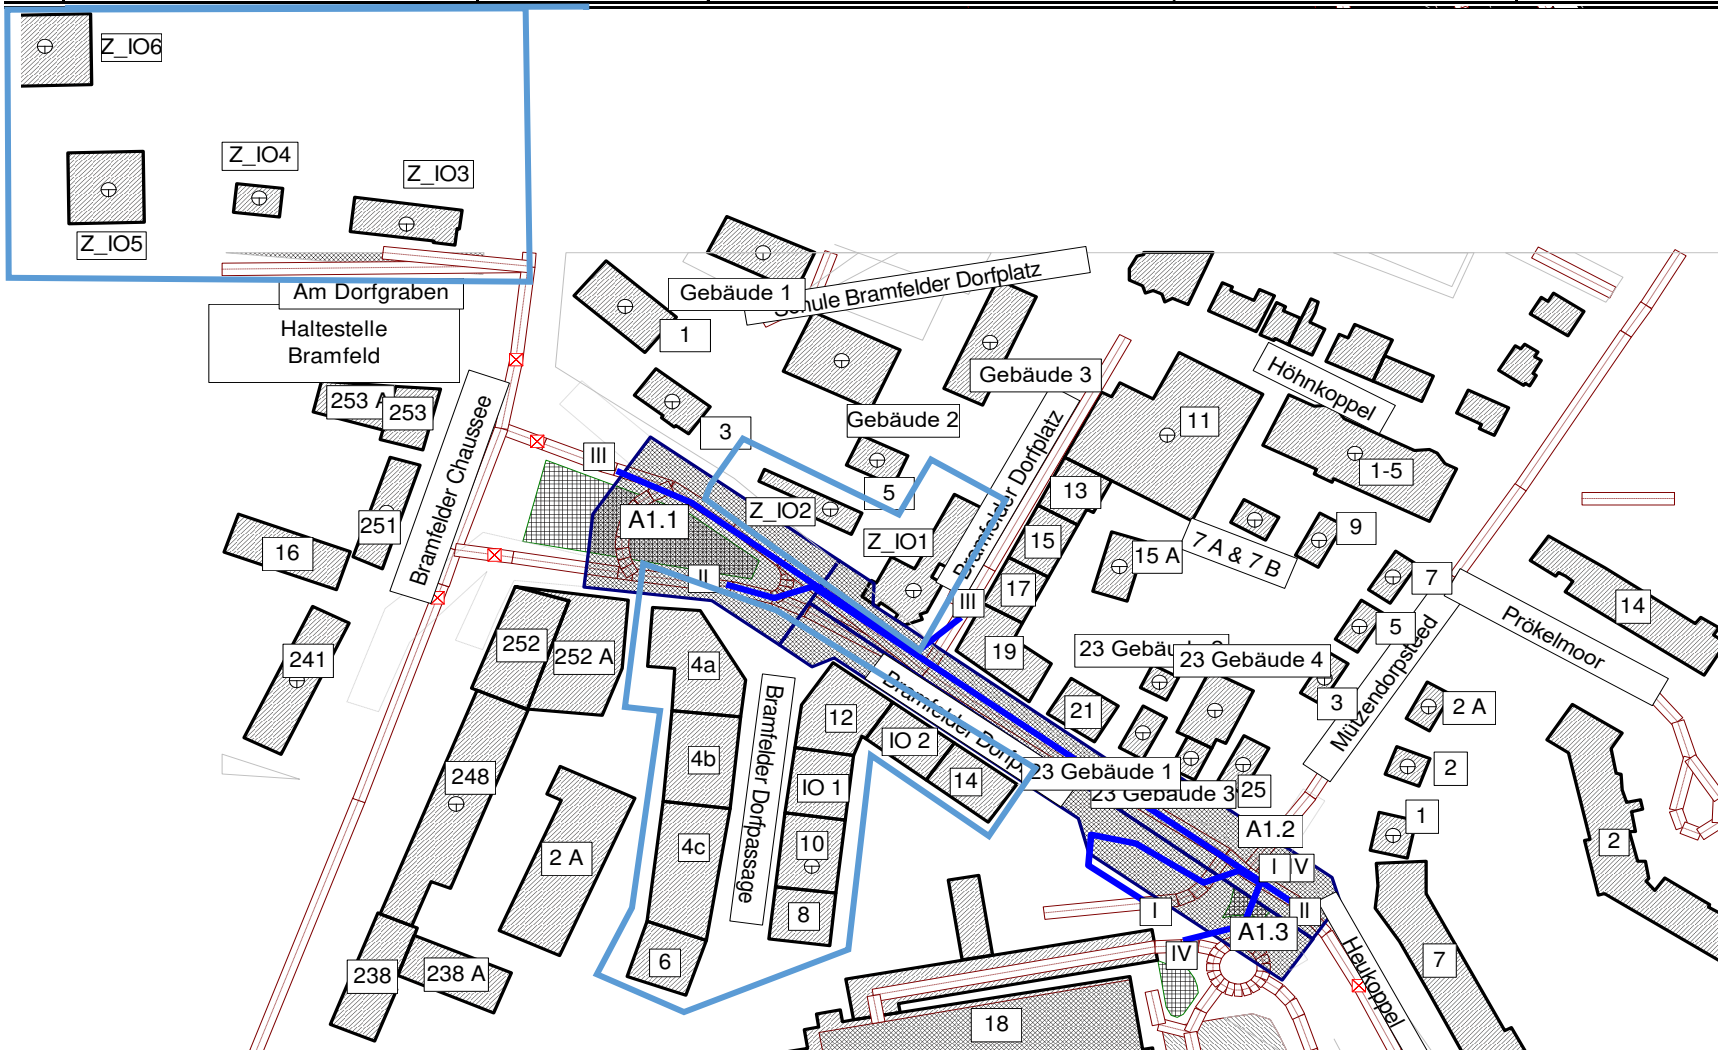 Z_IO6
Z_IO4
Z_IO3
Z_IO5
Am Dorfgraben
Haltestelle
Bramfeld
Gebäude 1
Schule Bramfelder Dorfplatz
1
Gebäude 3
Höhnkoppel
253 A
253
Bramfelder Chaussee
3
Gebäude 2
Bramfelder Dorfplatz
11
1-5
III
5
13
251
A1.1
Z_IO2
Z_IO1
15
15 A
7 A & 7 B
9
16
II
17
III
7
14
5
Prökelmoor
252
252 A
4a
19
23 Gebäude 4
Mützendorpsteed
241
Bramfelder Dorfpassage
12
21
3
2 A
IO 2
4b
248
IO 1
14
23 Gebäude 1
23 Gebäude 3
25
2
A1.2
1
2
2 A
4c
10
I
V
8
I
II
A1.3
6
238
238 A
IV
Heukoppel
7
18